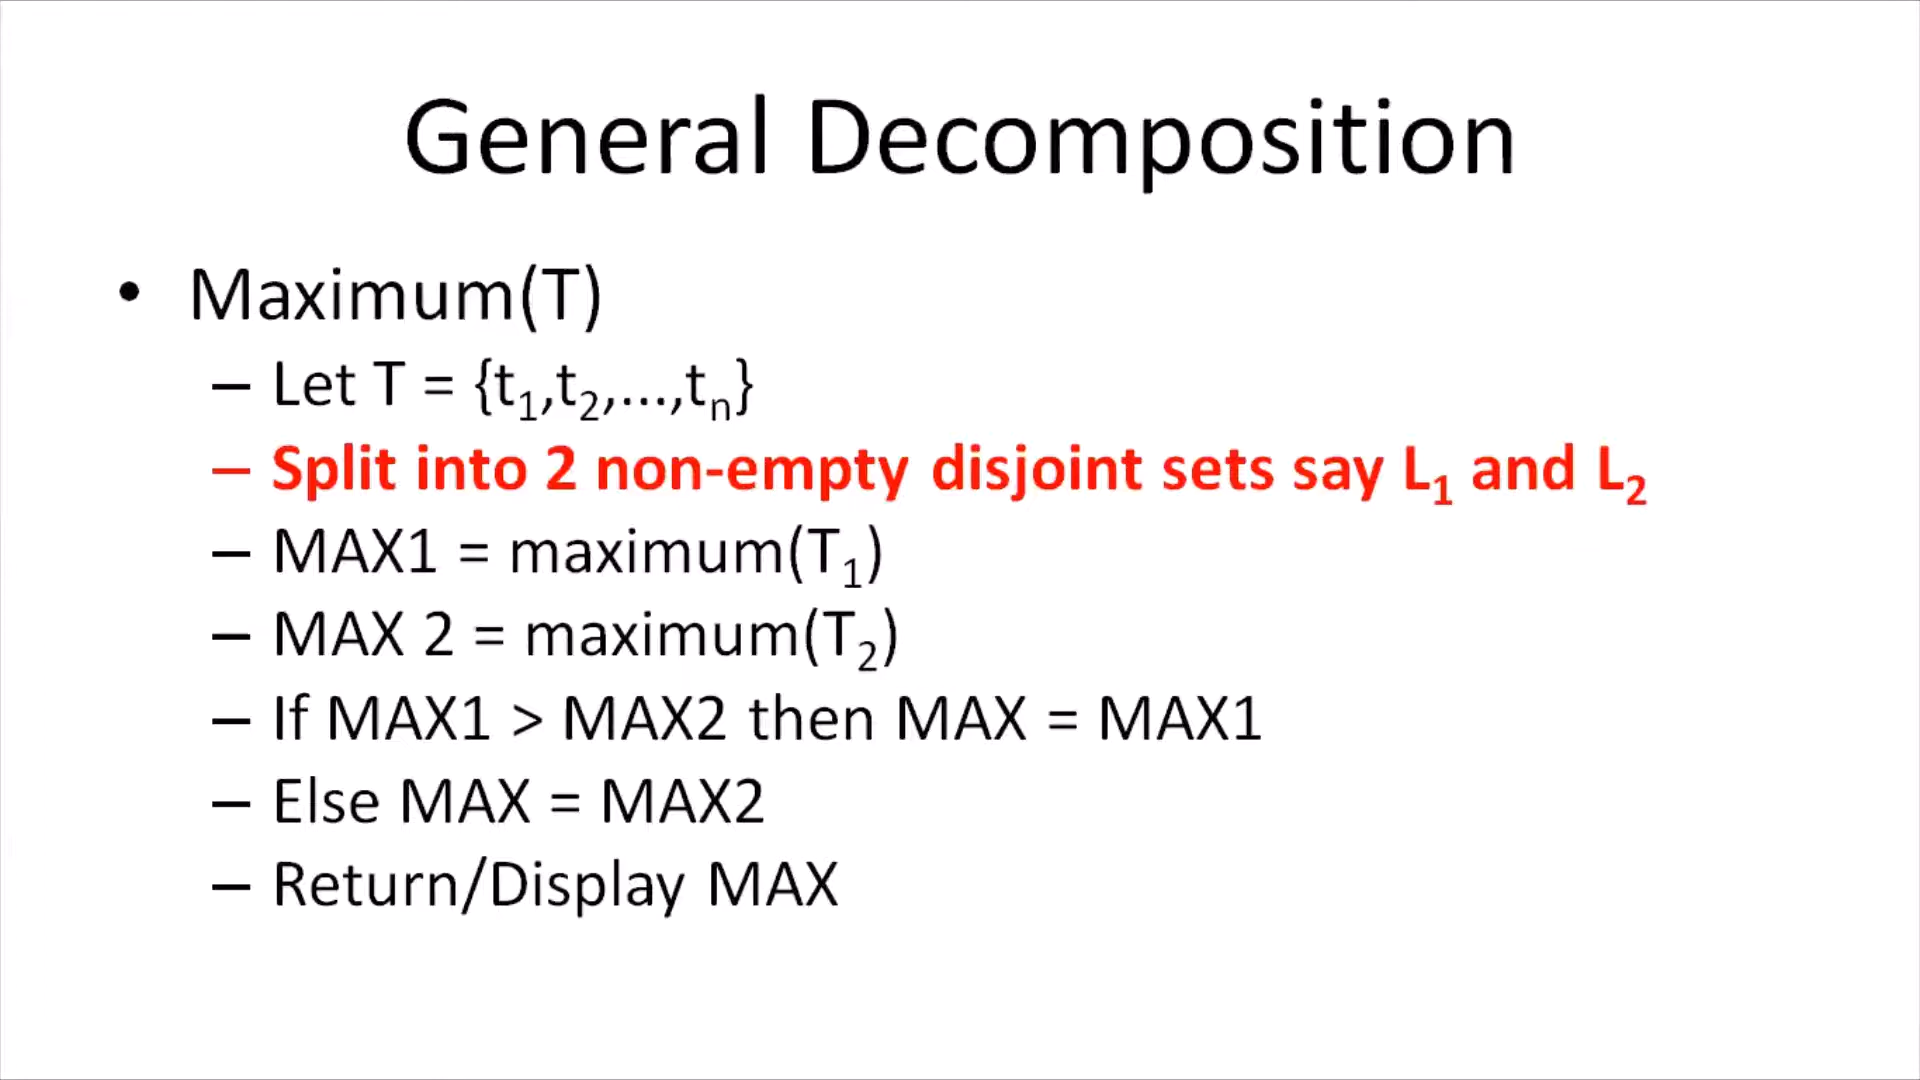 General Decomposition
• Maximum(T)
– Let T = {t₁,t₂,...,tₙ}
– Split into 2 non-empty disjoint sets say L₁ and L₂
– MAX1 = maximum(T₁)
– MAX 2 = maximum(T₂)
– If MAX1 > MAX2 then MAX = MAX1
– Else MAX = MAX2
– Return/Display MAX